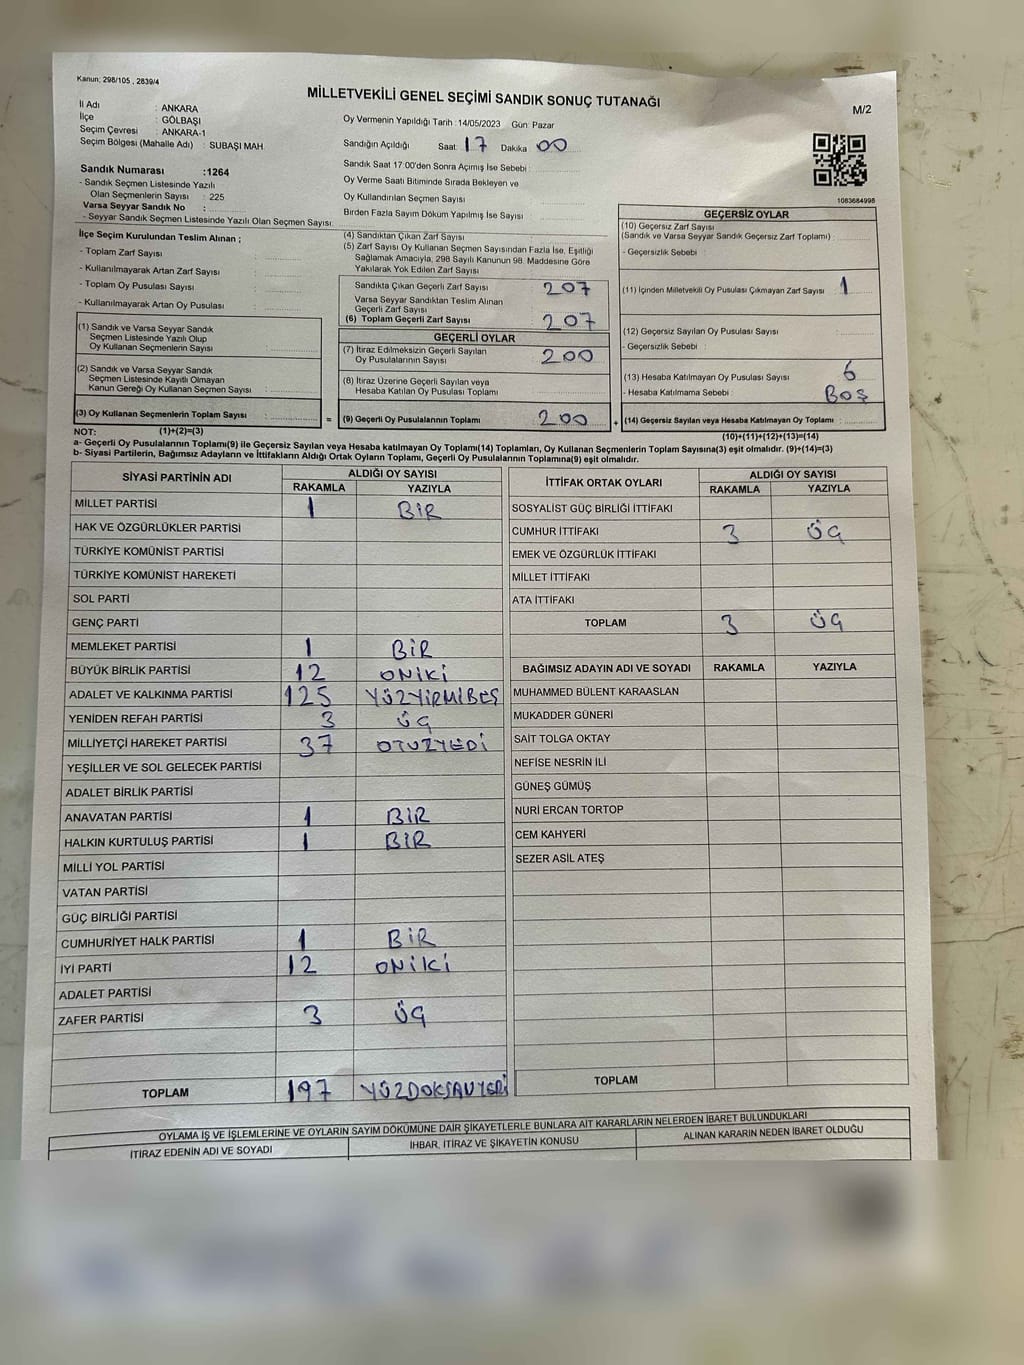 Kanun; 298/105 , 2839/4
MİLLETVEKİLİ GENEL SEÇİMİ SANDIK SONUÇ TUTANAĞI
M/2
İl Adı : ANKARA
İlçe : GÖLBAŞI
Seçim Çevresi : ANKARA-1
Seçim Bölgesi (Mahalle Adı) : SUBAŞI MAH.
Sandık Numarası :1264
- Sandık Seçmen Listesinde Yazılı
Olan Seçmenlerin Sayısı : 225
Varsa Seyyar Sandık No :
- Seyyar Sandık Seçmen Listesinde Yazılı Olan Seçmen Sayısı:
Oy Vermenin Yapıldığı Tarih :14/05/2023 Gün: Pazar
Sandığın Açıldığı Saat: 17 Dakika 00
Sandık Saat 17:00'den Sonra Açımış İse Sebebi :
Oy Verme Saati Bitiminde Sırada Bekleyen ve
Oy Kullandırılan Seçmen Sayısı
Birden Fazla Sayım Döküm Yapılmış İse Sayısı
1083684998
İlçe Seçim Kurulundan Teslim Alınan ;
- Toplam Zarf Sayısı :
- Kullanılmayarak Artan Zarf Sayısı :
- Toplam Oy Pusulası Sayısı :
- Kullanılmayarak Artan Oy Pusulası :
(1) Sandık ve Varsa Seyyar Sandık
Seçmen Listesinde Yazılı Olup
Oy Kullanan Seçmenlerin Sayısı :
(2) Sandık ve Varsa Seyyar Sandık
Seçmen Listesinde Kayıtlı Olmayan
Kanun Gereği Oy Kullanan Seçmen Sayısı :
(3) Oy Kullanan Seçmenlerin Toplam Sayısı :
(4) Sandıktan Çıkan Zarf Sayısı
(5) Zarf Sayısı Oy Kullanan Seçmen Sayısından Fazla İse, Eşitliği
Sağlamak Amacıyla, 298 Sayılı Kanunun 98. Maddesine Göre
Yakılarak Yok Edilen Zarf Sayısı
Sandıkta Çıkan Geçerli Zarf Sayısı 207
Varsa Seyyar Sandıktan Teslim Alınan
Geçerli Zarf Sayısı
(6) Toplam Geçerli Zarf Sayısı 207
GEÇERLİ OYLAR
(7) İtiraz Edilmeksizin Geçerli Sayılan
Oy Pusulalarının Sayısı 200
(8) İtiraz Üzerine Geçerli Sayılan veya
Hesaba Katılan Oy Pusulaları Toplamı
= (9) Geçerli Oy Pusulalarının Toplamı 200 +
GEÇERSİZ OYLAR
(10) Geçersiz Zarf Sayısı
(Sandık ve Varsa Seyyar Sandık Geçersiz Zarf Toplamı) :
- Geçersizlik Sebebi :
(11) İçinden Milletvekili Oy Pusulası Çıkmayan Zarf Sayısı 1
(12) Geçersiz Sayılan Oy Pusulası Sayısı :
- Geçersizlik Sebebi :
(13) Hesaba Katılmayan Oy Pusulası Sayısı 6
- Hesaba Katılmama Sebebi : BOŞ
(14) Geçersiz Sayılan veya Hesaba Katılmayan Oy Toplamı
NOT: (1)+(2)=(3)
(10)+(11)+(12)+(13)=(14)
a- Geçerli Oy Pusulalarının Toplamı(9) ile Geçersiz Sayılan veya Hesaba katılmayan Oy Toplamı(14) Toplamları, Oy Kullanan Seçmenlerin Toplam Sayısına(3) eşit olmalıdır. (9)+(14)=(3)
b- Siyasi Partilerin, Bağımsız Adayların ve İttifakların Aldığı Ortak Oyların Toplamı, Geçerli Oy Pusulalarının Toplamına(9) eşit olmalıdır.
SİYASİ PARTİNİN ADI ALDIĞI OY SAYISI
RAKAMLA YAZIYLA
MİLLET PARTİSİ 1 BİR
HAK VE ÖZGÜRLÜKLER PARTİSİ
TÜRKİYE KOMÜNİST PARTİSİ
TÜRKİYE KOMÜNİST HAREKETİ
SOL PARTİ
GENÇ PARTİ
MEMLEKET PARTİSİ 1 BİR
BÜYÜK BİRLİK PARTİSİ 12 ONİKİ
ADALET VE KALKINMA PARTİSİ 125 YÜZYİRMİBEŞ
YENİDEN REFAH PARTİSİ 3 ÜÇ
MİLLİYETÇİ HAREKET PARTİSİ 37 OTUZYEDİ
YEŞİLLER VE SOL GELECEK PARTİSİ
ADALET BİRLİK PARTİSİ
ANAVATAN PARTİSİ 1 BİR
HALKIN KURTULUŞ PARTİSİ 1 BİR
MİLLİ YOL PARTİSİ
VATAN PARTİSİ
GÜÇ BİRLİĞİ PARTİSİ
CUMHURİYET HALK PARTİSİ 1 BİR
İYİ PARTİ 12 ONİKİ
ADALET PARTİSİ
ZAFER PARTİSİ 3 ÜÇ
TOPLAM 197 YÜZDOKSANYEDİ
İTTİFAK ORTAK OYLARI ALDIĞI OY SAYISI
RAKAMLA YAZIYLA
SOSYALİST GÜÇ BİRLİĞİ İTTİFAKI
CUMHUR İTTİFAKI 3 ÜÇ
EMEK VE ÖZGÜRLÜK İTTİFAKI
MİLLET İTTİFAKI
ATA İTTİFAKI
TOPLAM 3 ÜÇ
BAĞIMSIZ ADAYIN ADI VE SOYADI RAKAMLA YAZIYLA
MUHAMMED BÜLENT KARAASLAN
MUKADDER GÜNERİ
SAİT TOLGA OKTAY
NEFİSE NESRİN İLİ
GÜNEŞ GÜMÜŞ
NURİ ERCAN TORTOP
CEM KAHYERİ
SEZER ASİL ATEŞ
TOPLAM
OYLAMA İŞ VE İŞLEMLERİNE VE OYLARIN SAYIM DÖKÜMÜNE DAİR ŞİKAYETLERLE BUNLARA AİT KARARLARIN NELERDEN İBARET BULUNDUKLARI
İTİRAZ EDENİN ADI VE SOYADI İHBAR, İTİRAZ VE ŞİKAYETİN KONUSU ALINAN KARARIN NEDEN İBARET OLDUĞU